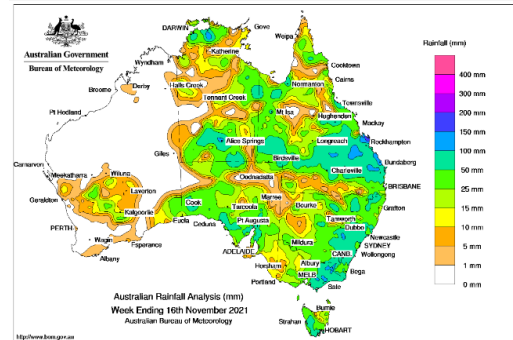 Australian Government
Bureau of Meteorology
Rainfall (mm)
400 mm
300 mm
200 mm
150 mm
100 mm
50 mm
25 mm
15 mm
10 mm
5 mm
1 mm
0 mm
DARWIN
Gove
Weipa
Katherine
Wyndham
Cooktown
Cairns
Broome
Derby
Halls Creek
Normanton
Tennant Creek
Townsville
Pt Hedland
Mt Isa
Hughenden
Mackay
Longreach
Rockhampton
Alice Springs
Giles
Birdsville
Bundaberg
Carnarvon
Meekatharra
Wiluna
Charleville
Oodnadatta
BRISBANE
Laverton
Geraldton
Marree
Cook
Tarcoola
Bourke
Grafton
Kalgoorlie
Tamworth
Eucla
Ceduna
Pt Augusta
Dubbo
PERTH
Newcastle
Wagin
Esperance
Mildura
SYDNEY
CANB.
Wollongong
Albany
ADELAIDE
Horsham
Albury
Bega
Portland
MELB
Sale
Burnie
Strahan
HOBART
Australian Rainfall Analysis (mm)
Week Ending 16th November 2021
Australian Bureau of Meteorology
http://www.bom.gov.au